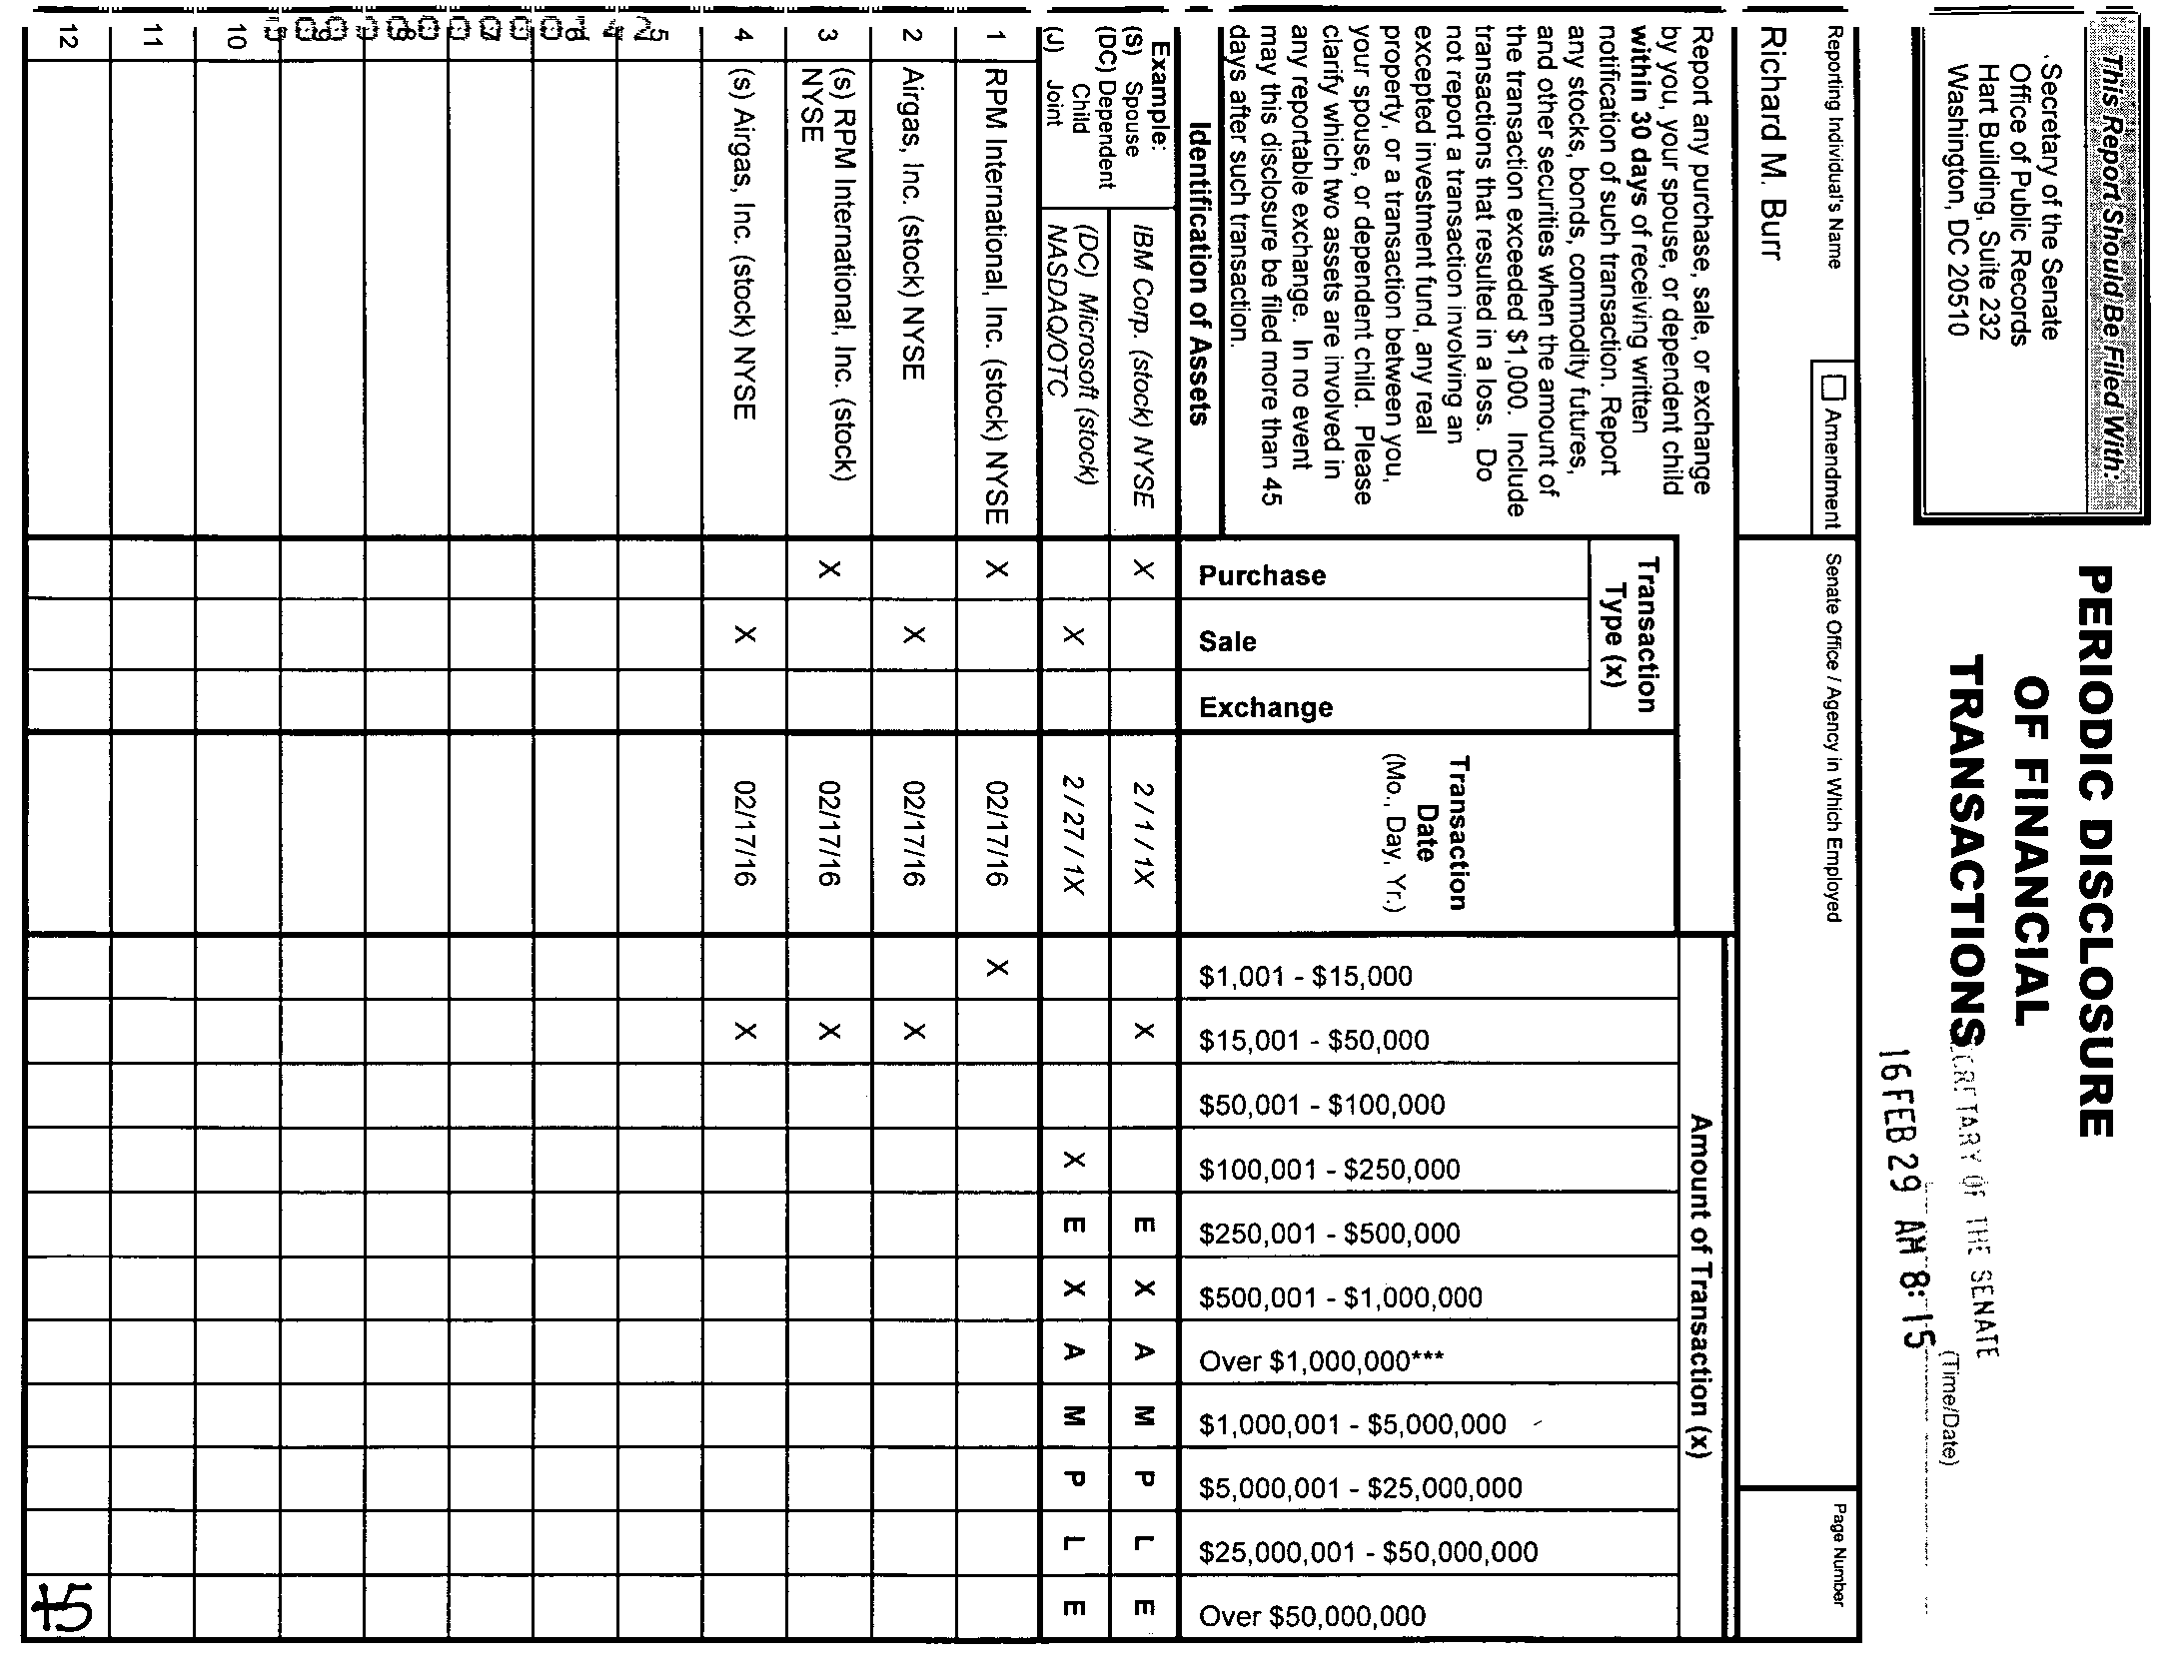 This Report Should Be Filed With:
Secretary of the Senate
Office of Public Records
Hart Building, Suite 232
Washington, DC 20510
PERIODIC DISCLOSURE
OF FINANCIAL
TRANSACTIONS
SECRETARY OF THE SENATE
16 FEB 29 AM 8:15
(Time/Date)
Reporting Individual's Name
☐ Amendment
Senate Office / Agency in Which Employed
Page Number
Richard M. Burr
Report any purchase, sale, or exchange
by you, your spouse, or dependent child
within 30 days of receiving written
notification of such transaction. Report
any stocks, bonds, commodity futures,
and other securities when the amount of
the transaction exceeded $1,000. Include
transactions that resulted in a loss. Do
not report a transaction involving an
excepted investment fund, any real
property, or a transaction between you,
your spouse, or dependent child. Please
clarify which two assets are involved in
any reportable exchange. In no event
may this disclosure be filed more than 45
days after such transaction.
Identification of Assets
Transaction
Type (x)
Purchase
Sale
Exchange
Transaction
Date
(Mo., Day, Yr.)
Amount of Transaction (x)
$1,001 - $15,000
$15,001 - $50,000
$50,001 - $100,000
$100,001 - $250,000
$250,001 - $500,000
$500,001 - $1,000,000
Over $1,000,000***
$1,000,001 - $5,000,000
$5,000,001 - $25,000,000
$25,000,001 - $50,000,000
Over $50,000,000
Example:
(S) Spouse
(DC) Dependent
Child
(J) Joint
IBM Corp. (stock) NYSE X 2 / 1 / 1X X E X A M P L E
(DC) Microsoft (stock)
NASDAQ/OTC X 2 / 27 / 1X X E X A M P L E
1 RPM International, Inc. (stock) NYSE X 02/17/16 X
2 Airgas, Inc. (stock) NYSE X 02/17/16 X
3 (s) RPM International, Inc. (stock)
NYSE X 02/17/16 X
4 (s) Airgas, Inc. (stock) NYSE X 02/17/16 X
10
11
12